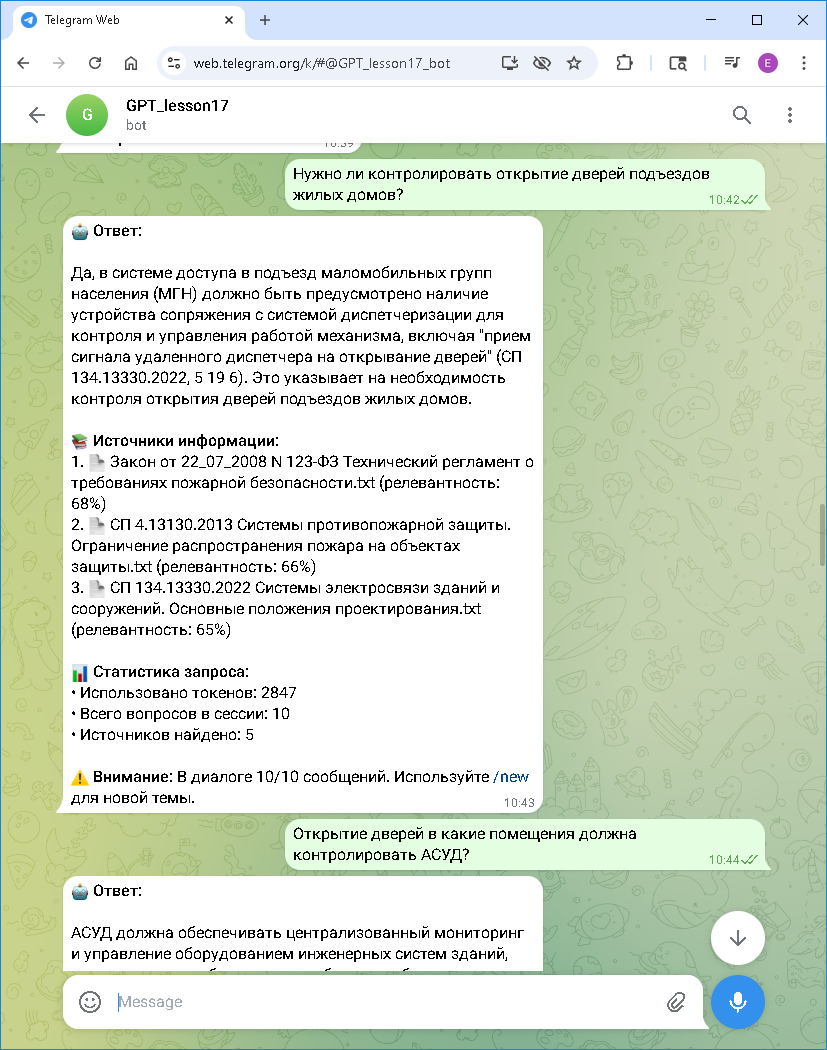 Telegram Web
web.telegram.org/k/#@GPT_lesson17_bot
E
G
GPT_lesson17
bot
10:39
Нужно ли контролировать открытие дверей подъездов
жилых домов?
10:42
Ответ:
Да, в системе доступа в подъезд маломобильных групп
населения (МГН) должно быть предусмотрено наличие
устройства сопряжения с системой диспетчеризации для
контроля и управления работой механизма, включая "прием
сигнала удаленного диспетчера на открывание дверей" (СП
134.13330.2022, 5 19 6). Это указывает на необходимость
контроля открытия дверей подъездов жилых домов.
Источники информации:
1. Закон от 22_07_2008 N 123-ФЗ Технический регламент о
требованиях пожарной безопасности.txt (релевантность:
68%)
2. СП 4.13130.2013 Системы противопожарной защиты.
Ограничение распространения пожара на объектах
защиты.txt (релевантность: 66%)
3. СП 134.13330.2022 Системы электросвязи зданий и
сооружений. Основные положения проектирования.txt
(релевантность: 65%)
Статистика запроса:
• Использовано токенов: 2847
• Всего вопросов в сессии: 10
• Источников найдено: 5
Внимание: В диалоге 10/10 сообщений. Используйте /new
для новой темы.
10:43
Открытие дверей в какие помещения должна
контролировать АСУД?
10:44
Ответ:
АСУД должна обеспечивать централизованный мониторинг
и управление оборудованием инженерных систем зданий,
Message